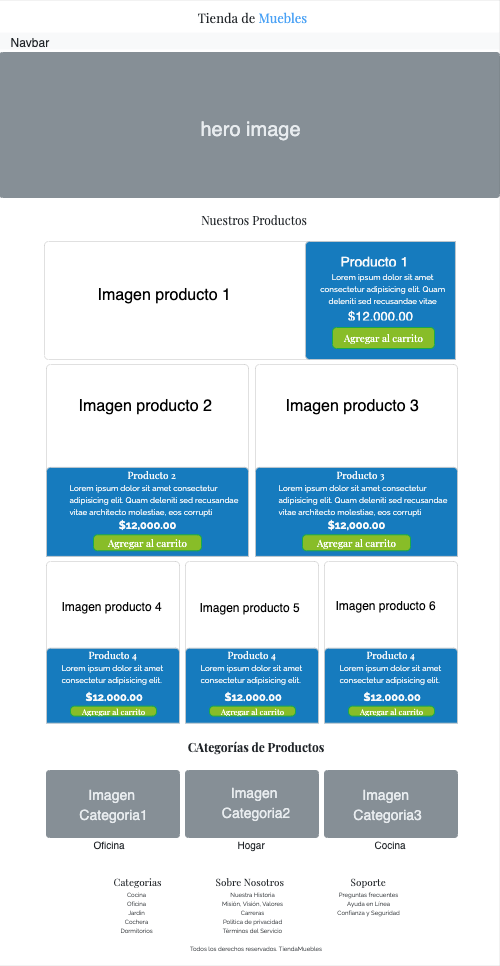 Tienda de Muebles
Navbar
hero image
Nuestros Productos
Imagen producto 1
Producto 1
Lorem ipsum dolor sit amet
consectetur adipisicing elit. Quam
deleniti sed recusandae vitae
$12.000.00
Agregar al carrito
Imagen producto 2
Producto 2
Lorem ipsum dolor sit amet consectetur
adipisicing elit. Quam deleniti sed recusandae
vitae architecto molestiae, eos corrupti
$12,000.00
Agregar al carrito
Imagen producto 3
Producto 3
Lorem ipsum dolor sit amet consectetur
adipisicing elit. Quam deleniti sed recusandae
vitae architecto molestiae, eos corrupti
$12,000.00
Agregar al carrito
Imagen producto 4
Producto 4
Lorem ipsum dolor sit amet
consectetur adipisicing elit.
$12.000.00
Agregar al carrito
Imagen producto 5
Producto 4
Lorem ipsum dolor sit amet
consectetur adipisicing elit.
$12.000.00
Agregar al carrito
Imagen producto 6
Producto 4
Lorem ipsum dolor sit amet
consectetur adipisicing elit.
$12.000.00
Agregar al carrito
CAtegorías de Productos
Imagen
Categoria1
Imagen
Categoria2
Imagen
Categoria3
Oficina
Hogar
Cocina
Categorias
Cocina
Oficina
Jardin
Cochera
Dormitorios
Sobre Nosotros
Nuestra Historia
Misión, Visión, Valores
Carreras
Política de privacidad
Términos del Servicio
Soporte
Preguntas frecuentes
Ayuda en Linea
Confianza y Seguridad
Todos los derechos reservados. TiendaMuebles